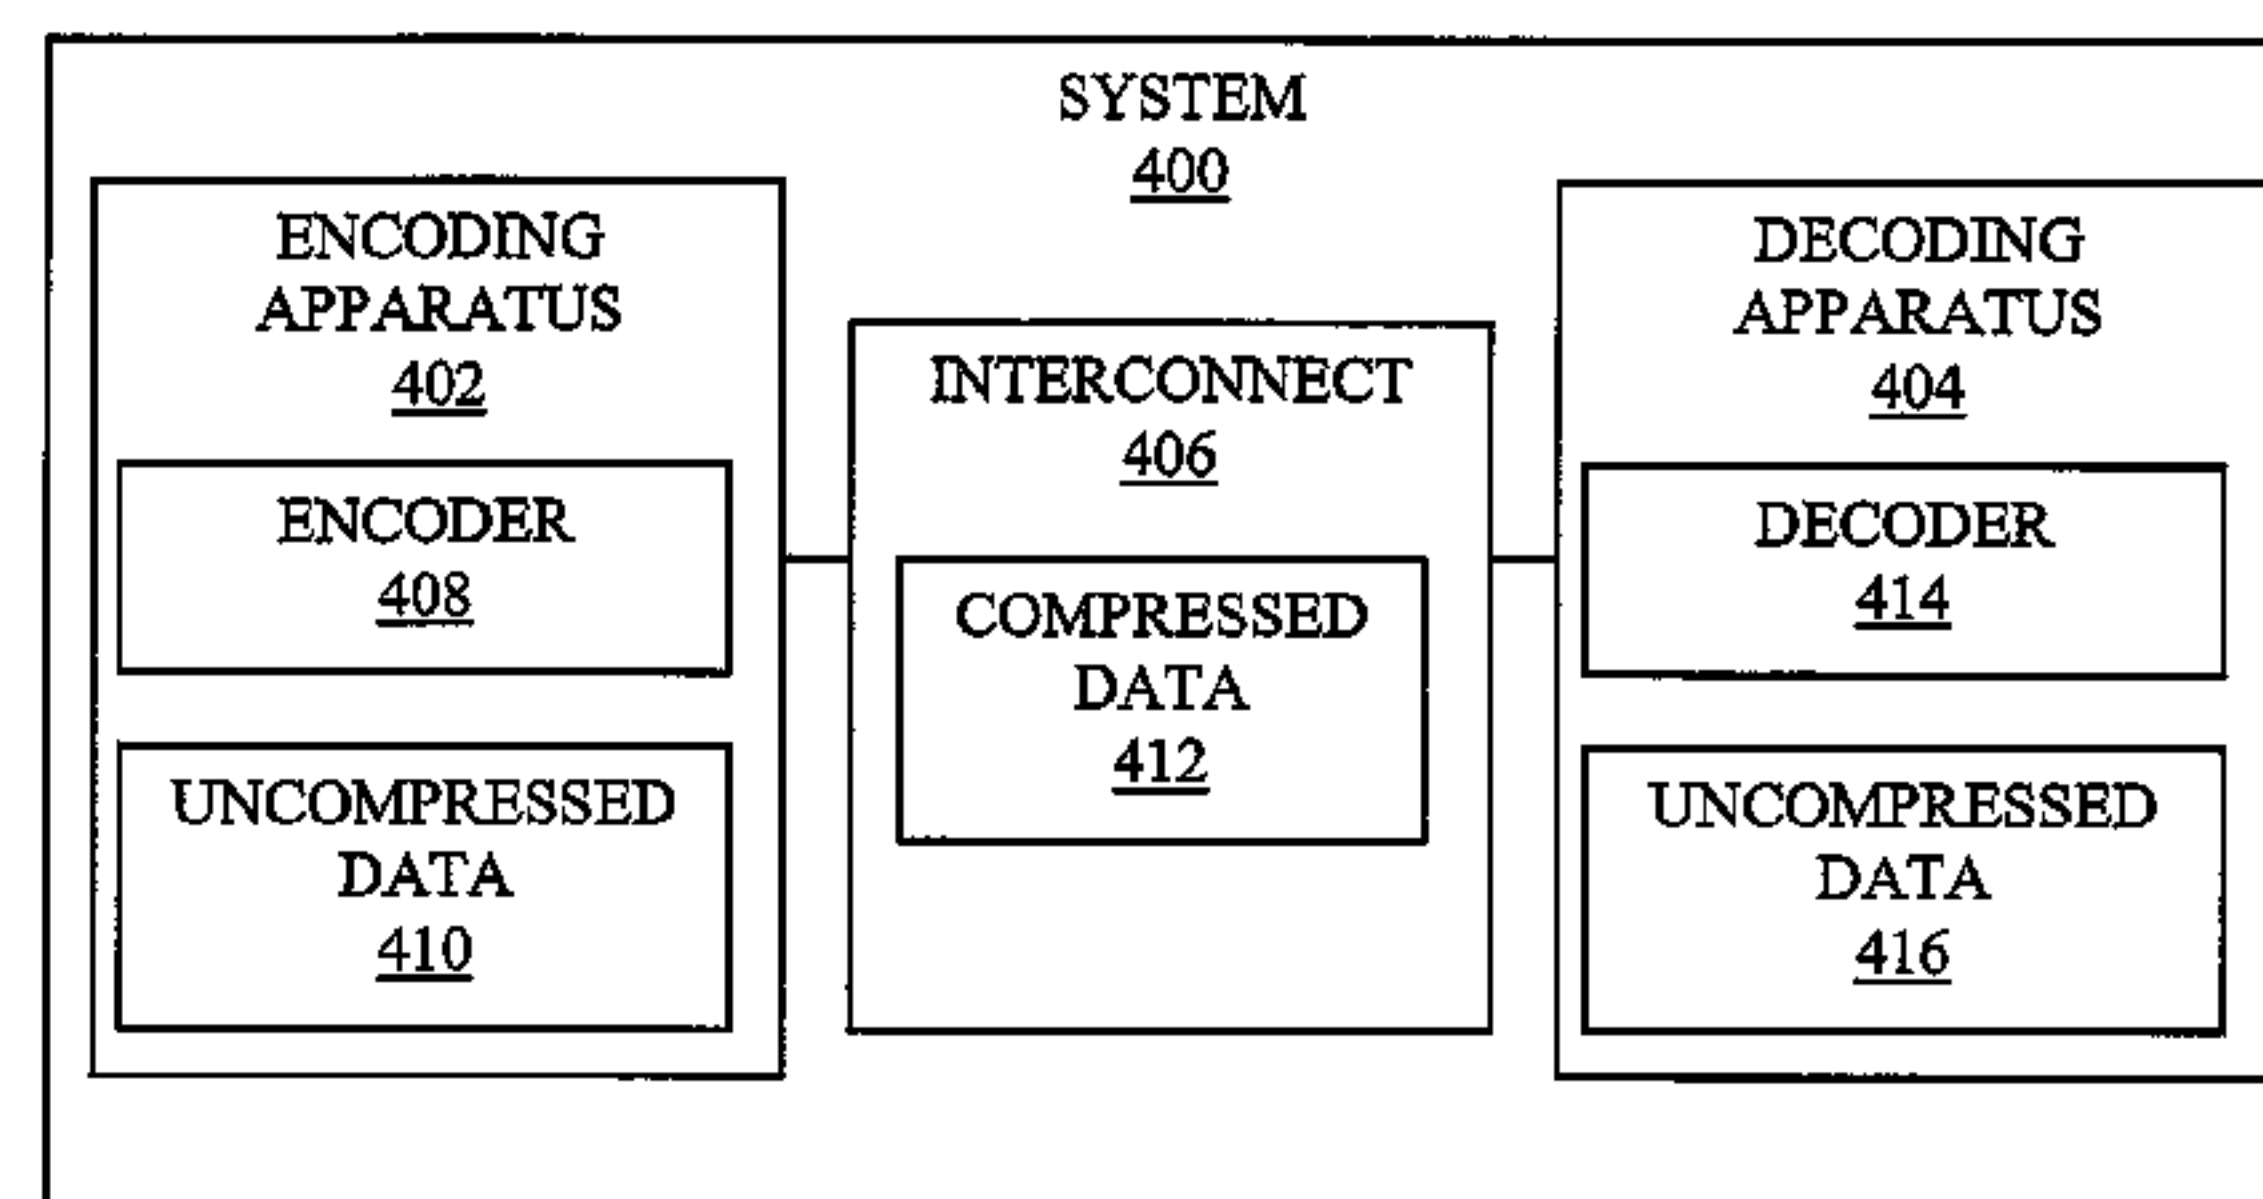 SYSTEM
400
ENCODING
APPARATUS
402
ENCODER
408
UNCOMPRESSED
DATA
410
INTERCONNECT
406
COMPRESSED
DATA
412
DECODING
APPARATUS
404
DECODER
414
UNCOMPRESSED
DATA
416